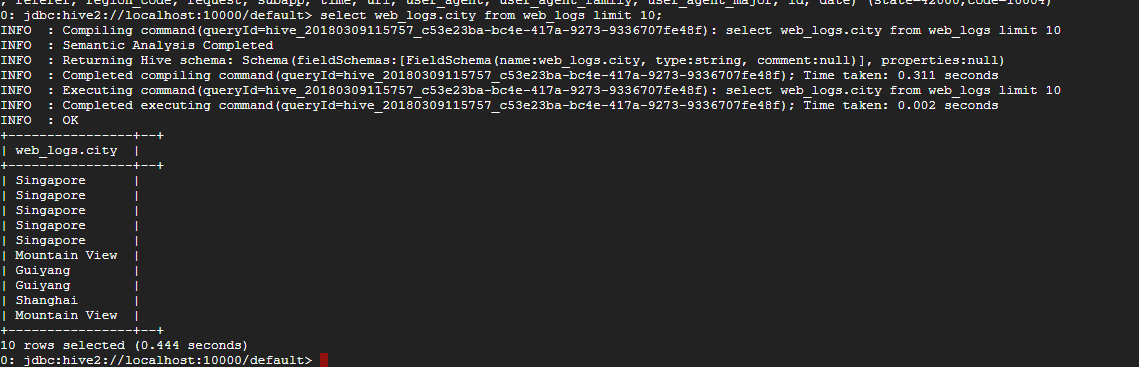 , referer, region_code, request, subapp, time, url, user_agent, user_agent_family, user_agent_major, id, date) (state=42000,code=10004)
0: jdbc:hive2://localhost:10000/default> select web_logs.city from web_logs limit 10;
INFO  : Compiling command(queryId=hive_20180309115757_c53e23ba-bc4e-417a-9273-9336707fe48f): select web_logs.city from web_logs limit 10
INFO  : Semantic Analysis Completed
INFO  : Returning Hive schema: Schema(fieldSchemas:[FieldSchema(name:web_logs.city, type:string, comment:null)], properties:null)
INFO  : Completed compiling command(queryId=hive_20180309115757_c53e23ba-bc4e-417a-9273-9336707fe48f); Time taken: 0.311 seconds
INFO  : Executing command(queryId=hive_20180309115757_c53e23ba-bc4e-417a-9273-9336707fe48f): select web_logs.city from web_logs limit 10
INFO  : Completed executing command(queryId=hive_20180309115757_c53e23ba-bc4e-417a-9273-9336707fe48f); Time taken: 0.002 seconds
INFO  : OK
+----------------+--+
| web_logs.city  |
+----------------+--+
| Singapore      |
| Singapore      |
| Singapore      |
| Singapore      |
| Singapore      |
| Mountain View  |
| Guiyang        |
| Guiyang        |
| Shanghai       |
| Mountain View  |
+----------------+--+
10 rows selected (0.444 seconds)
0: jdbc:hive2://localhost:10000/default>